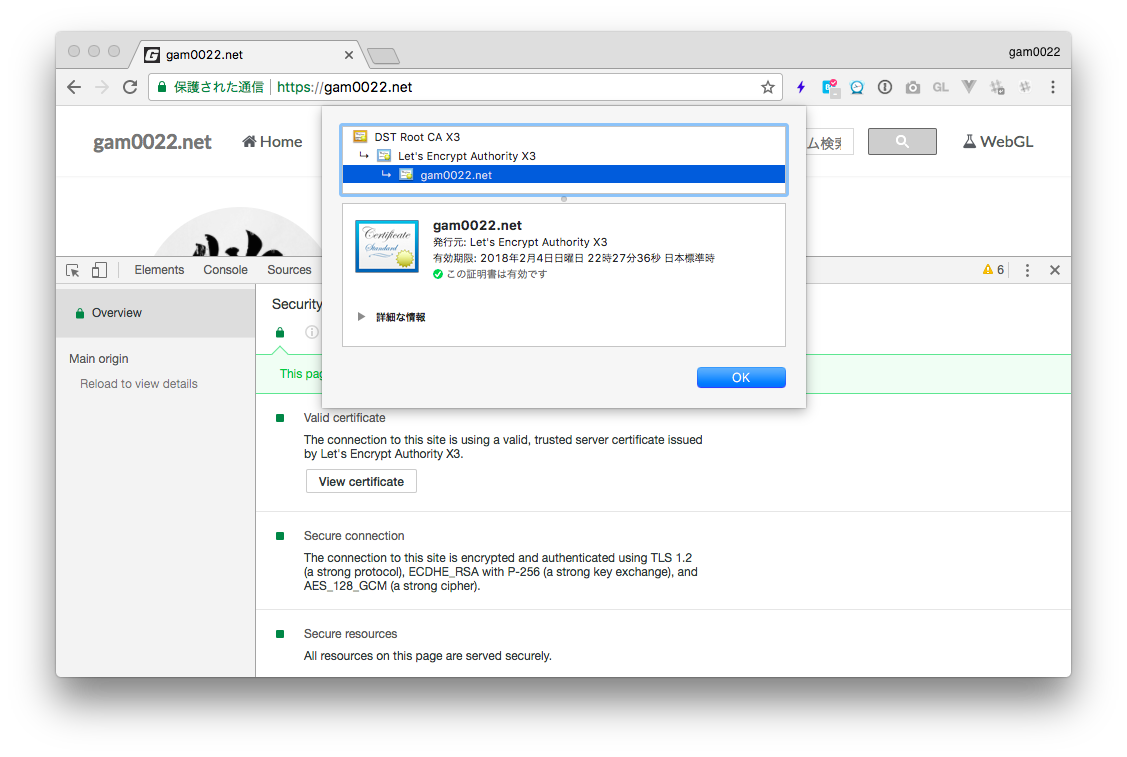 gam0022.net
gam0022
保護された通信
https://gam0022.net
GL
gam0022.net
Home
ム検索
WebGL
DST Root CA X3
Let's Encrypt Authority X3
gam0022.net
Certificate
Standard
gam0022.net
発行元: Let's Encrypt Authority X3
有効期限: 2018年2月4日日曜日 22時27分36秒 日本標準時
この証明書は有効です
詳細な情報
OK
Elements
Console
Sources
6
Overview
Main origin
Reload to view details
Security
This pag
Valid certificate
The connection to this site is using a valid, trusted server certificate issued
by Let's Encrypt Authority X3.
View certificate
Secure connection
The connection to this site is encrypted and authenticated using TLS 1.2
(a strong protocol), ECDHE_RSA with P-256 (a strong key exchange), and
AES_128_GCM (a strong cipher).
Secure resources
All resources on this page are served securely.